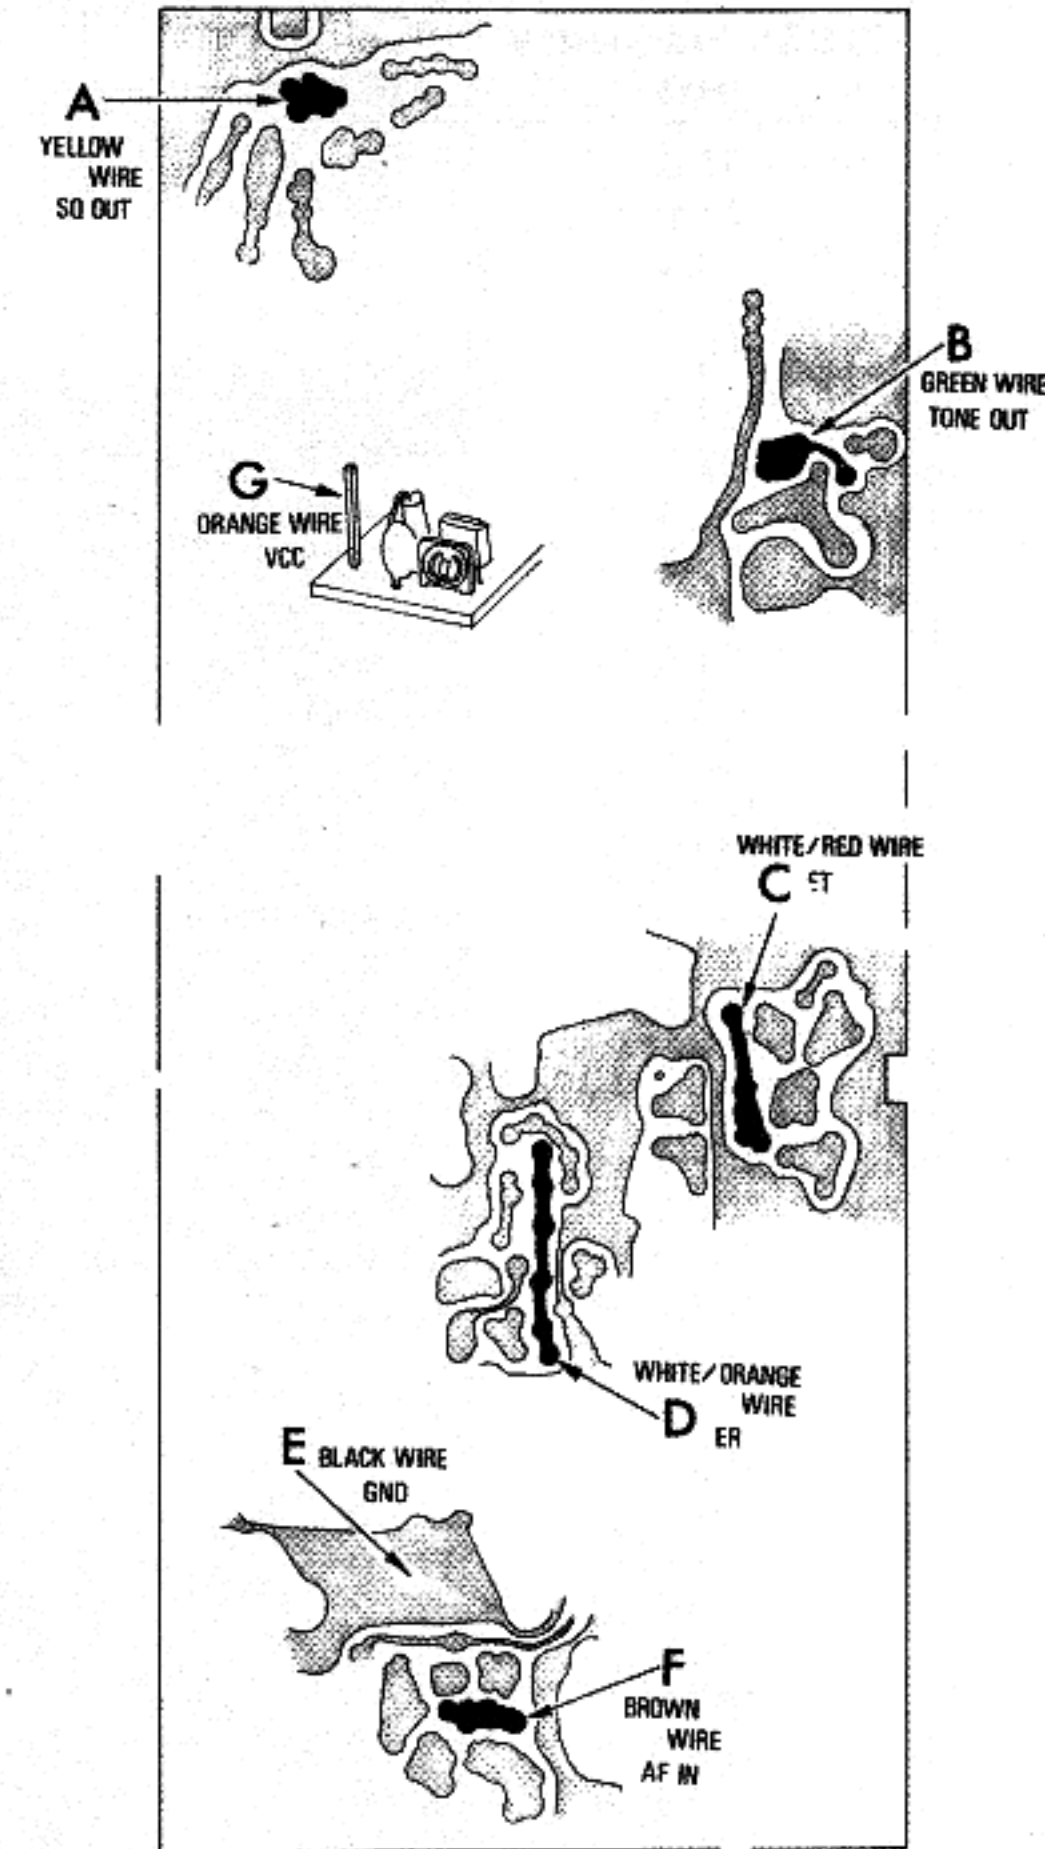 A
YELLOW
WIRE
SQ OUT
B
GREEN WIRE
TONE OUT
G
ORANGE WIRE
VCC
WHITE/RED WIRE
C ET
WHITE/ORANGE
WIRE
D ER
E BLACK WIRE
GND
F
BROWN
WIRE
AF IN